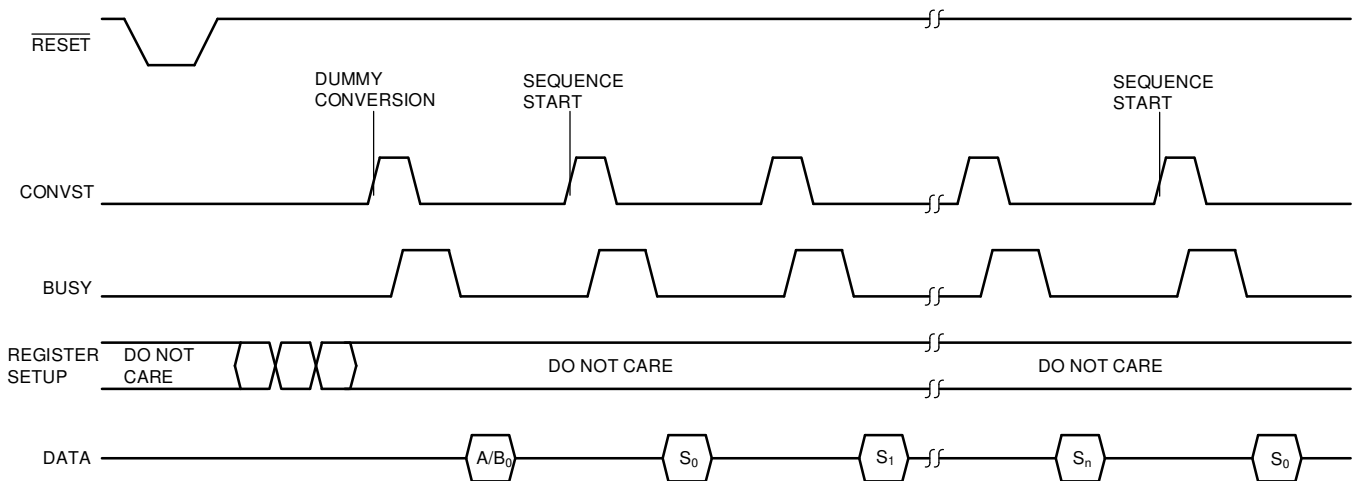 RESET
DUMMY
CONVERSION
SEQUENCE
START
SEQUENCE
START
CONVST
BUSY
REGISTER
SETUP
DO NOT
CARE
DO NOT CARE
DO NOT CARE
DATA
A/B₀
S₀
S₁
Sₙ
S₀